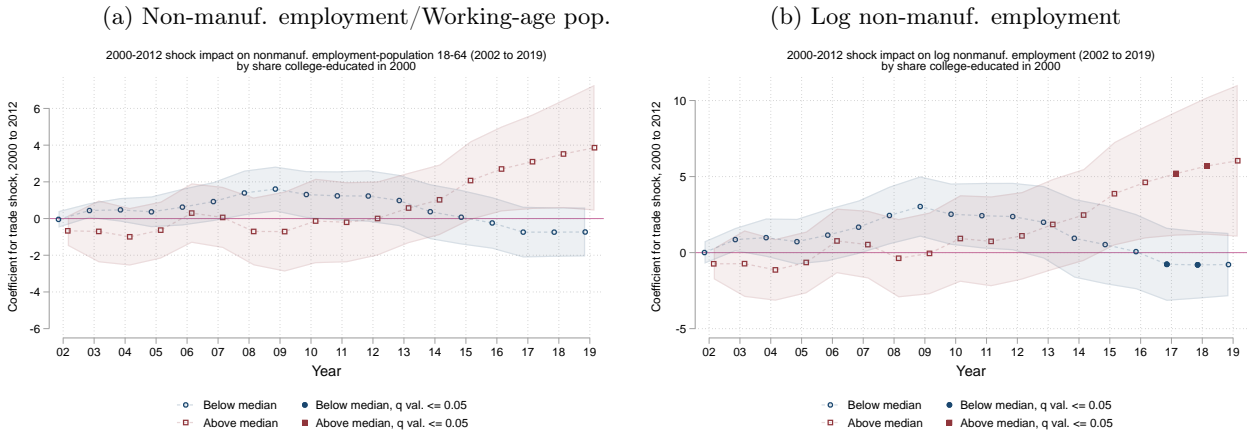 (a) Non-manuf. employment/Working-age pop.
2000-2012 shock impact on nonmanuf. employment-population 18-64 (2002 to 2019)
by share college-educated in 2000
Coefficient for trade shock, 2000 to 2012
6
4
2
0
-2
-4
-6
02 03 04 05 06 07 08 09 10 11 12 13 14 15 16 17 18 19
Year
Below median
Below median, q val. <= 0.05
Above median
Above median, q val. <= 0.05
(b) Log non-manuf. employment
2000-2012 shock impact on log nonmanuf. employment (2002 to 2019)
by share college-educated in 2000
Coefficient for trade shock, 2000 to 2012
10
5
0
-5
02 03 04 05 06 07 08 09 10 11 12 13 14 15 16 17 18 19
Year
Below median
Below median, q val. <= 0.05
Above median
Above median, q val. <= 0.05